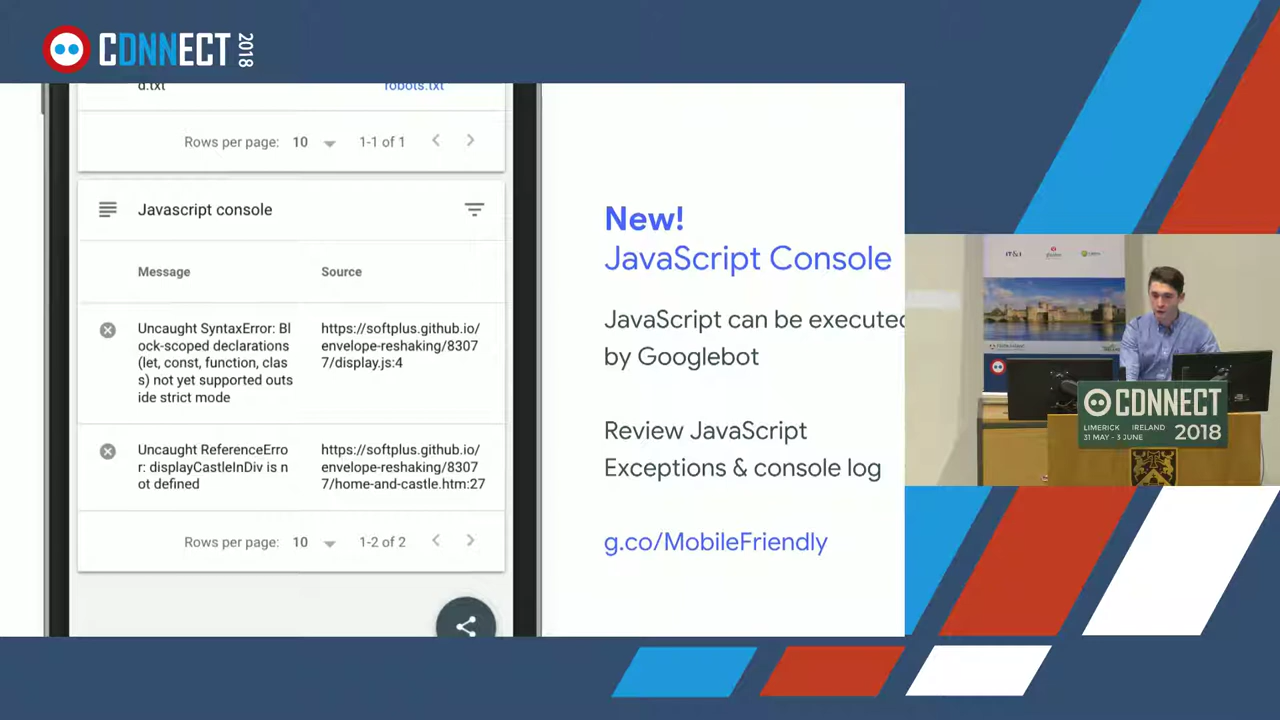 CDNNECT 2018
d.txt
robots.txt
Rows per page: 10 1-1 of 1
Javascript console
Message
Source
Uncaught SyntaxError: Bl
ock-scoped declarations
(let, const, function, clas
s) not yet supported outs
ide strict mode
https://softplus.github.io/
envelope-reshaking/8307
7/display.js:4
Uncaught ReferenceErro
r: displayCastleInDiv is n
ot defined
https://softplus.github.io/
envelope-reshaking/8307
7/home-and-castle.htm:27
Rows per page: 10 1-2 of 2
New!
JavaScript Console
JavaScript can be executed
by Googlebot
Review JavaScript
Exceptions & console log
g.co/MobileFriendly
IT&I
CDNNECT
LIMERICK IRELAND
31 MAY - 3 JUNE
2018